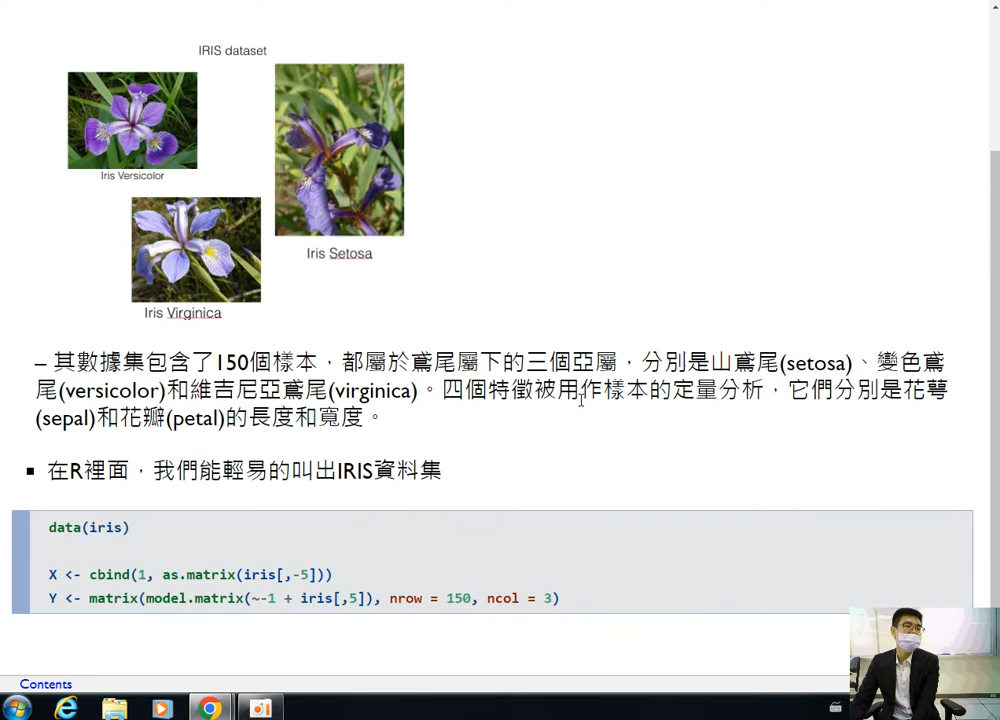 IRIS dataset
Iris Versicolor
Iris Setosa
Iris Virginica
– 其數據集包含了150個樣本，都屬於鳶尾屬下的三個亞屬，分別是山鳶尾(setosa)、變色鳶
尾(versicolor)和維吉尼亞鳶尾(virginica)。四個特徵被用作樣本的定量分析，它們分別是花萼
(sepal)和花瓣(petal)的長度和寬度。
▪ 在R裡面，我們能輕易的叫出IRIS資料集
data(iris)
X <- cbind(1, as.matrix(iris[,-5]))
Y <- matrix(model.matrix(~-1 + iris[,5]), nrow = 150, ncol = 3)
Contents